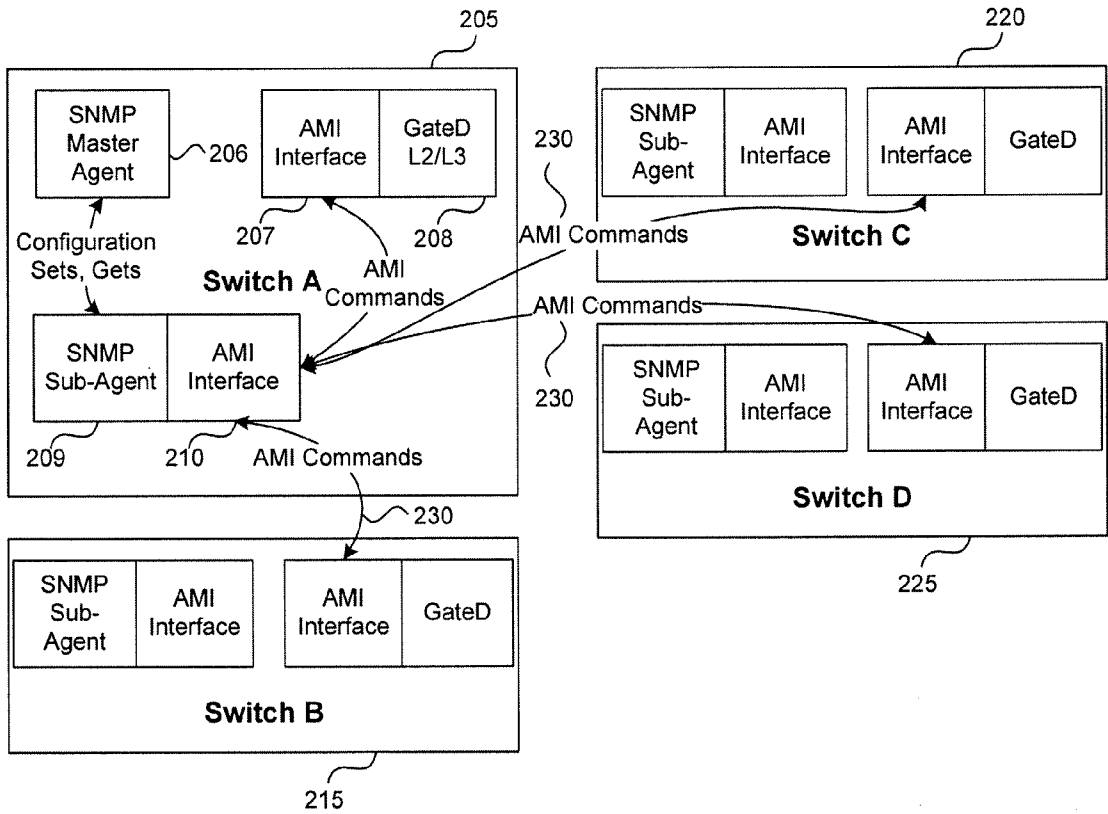 205
SNMP
Master
Agent
206
AMI
Interface
GateD
L2/L3
207
208
Configuration
Sets, Gets
Switch A
AMI
Commands
SNMP
Sub-Agent
AMI
Interface
209
210
AMI Commands
230
220
SNMP
Sub-
Agent
AMI
Interface
AMI
Interface
GateD
230
AMI Commands
Switch C
AMI Commands
230
SNMP
Sub-
Agent
AMI
Interface
AMI
Interface
GateD
Switch D
225
SNMP
Sub-
Agent
AMI
Interface
AMI
Interface
GateD
Switch B
215